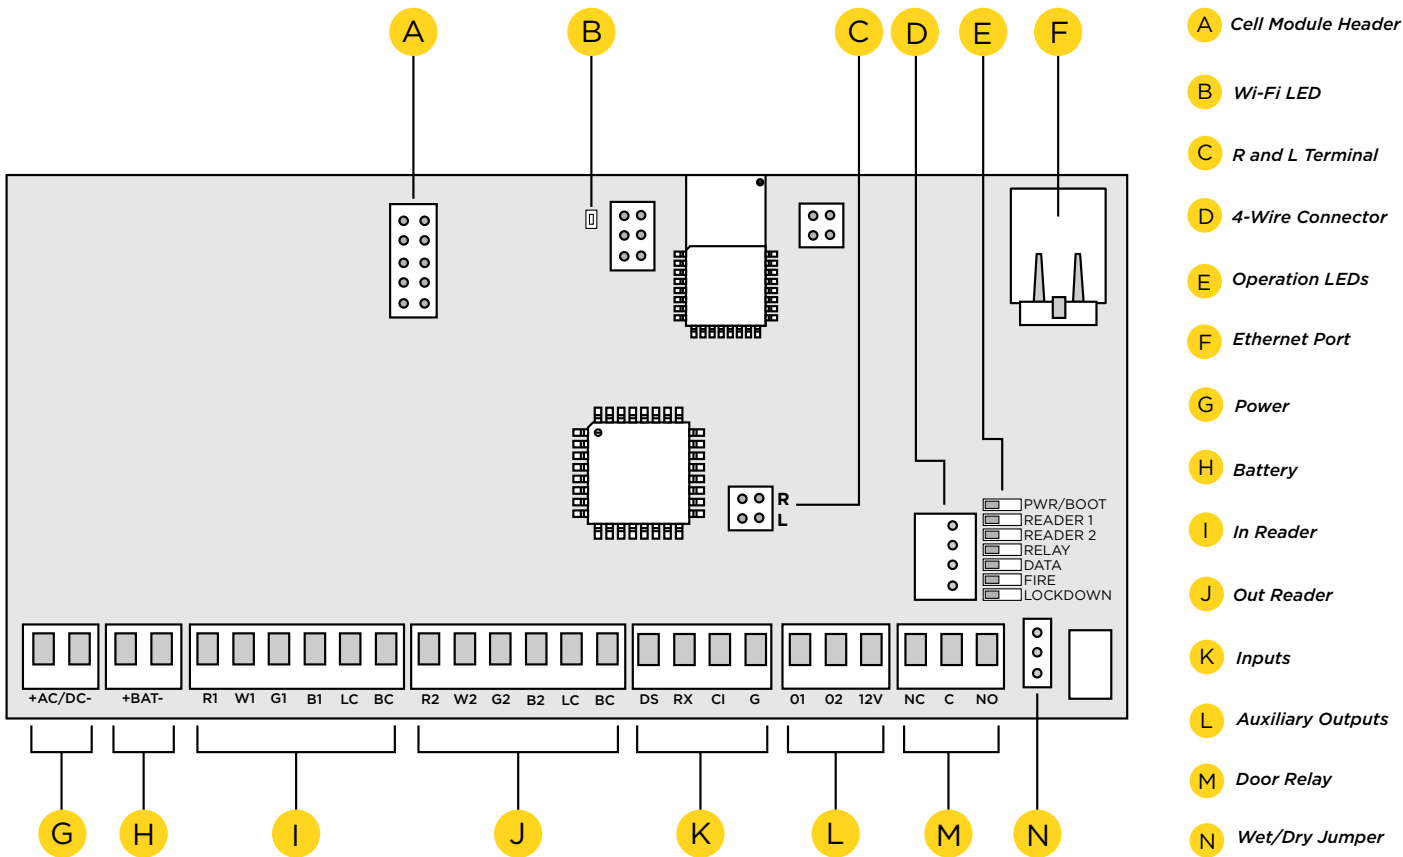 A B C D E F
A Cell Module Header
B Wi-Fi LED
C R and L Terminal
D 4-Wire Connector
E Operation LEDs
F Ethernet Port
G Power
H Battery
I In Reader
J Out Reader
K Inputs
L Auxiliary Outputs
M Door Relay
N Wet/Dry Jumper
R
L
PWR/BOOT
READER 1
READER 2
RELAY
DATA
FIRE
LOCKDOWN
+AC/DC- +BAT- R1 W1 G1 B1 LC BC R2 W2 G2 B2 LC BC DS RX CI G 01 02 12V NC C NO
G H I J K L M N